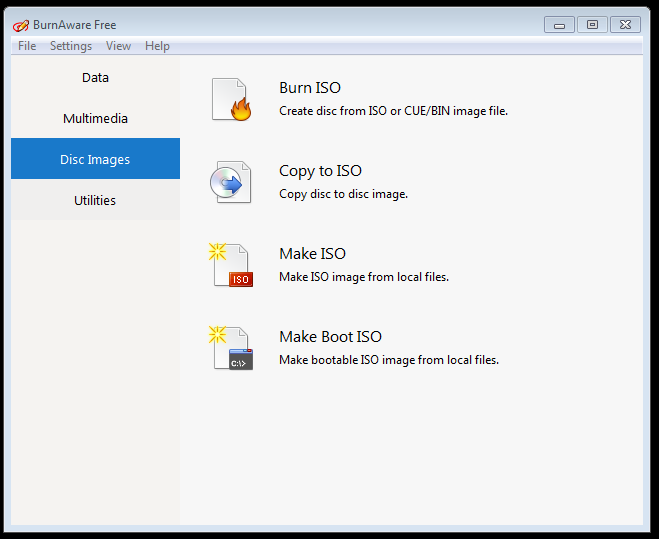 BurnAware Free
File Settings View Help
Data
Multimedia
Disc Images
Utilities
Burn ISO
Create disc from ISO or CUE/BIN image file.
Copy to ISO
Copy disc to disc image.
Make ISO
Make ISO image from local files.
ISO
Make Boot ISO
Make bootable ISO image from local files.
C:\>